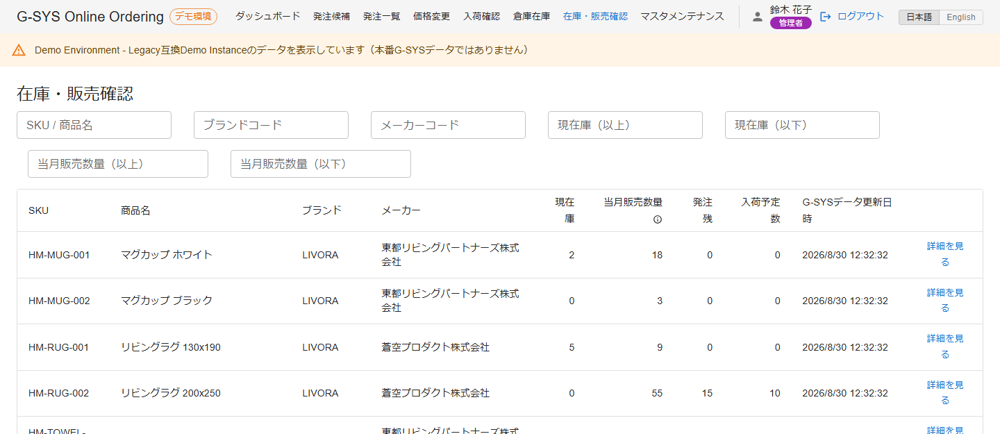 G-SYS Online Ordering デモ環境 ダッシュボード 発注候補 発注一覧 価格変更 入荷確認 倉庫在庫 在庫・販売確認 マスタメンテナンス 鈴木 花子 管理者 ログアウト 日本語 English
Demo Environment - Legacy互換Demo Instanceのデータを表示しています（本番G-SYSデータではありません）
在庫・販売確認
SKU / 商品名 ブランドコード メーカーコード 現在庫（以上） 現在庫（以下）
当月販売数量（以上） 当月販売数量（以下）
SKU 商品名 ブランド メーカー 現在庫 当月販売数量 発注残 入荷予定数 G-SYSデータ更新日時
HM-MUG-001 マグカップ ホワイト LIVORA 東都リビングパートナーズ株式会社 2 18 0 0 2026/8/30 12:32:32 詳細を見る
HM-MUG-002 マグカップ ブラック LIVORA 東都リビングパートナーズ株式会社 0 3 0 0 2026/8/30 12:32:32 詳細を見る
HM-RUG-001 リビングラグ 130x190 LIVORA 蒼空プロダクト株式会社 5 9 0 0 2026/8/30 12:32:32 詳細を見る
HM-RUG-002 リビングラグ 200x250 LIVORA 蒼空プロダクト株式会社 0 55 15 10 2026/8/30 12:32:32 詳細を見る
HM-TOWEL- 東都リビングパートナーズ株式 詳細を見